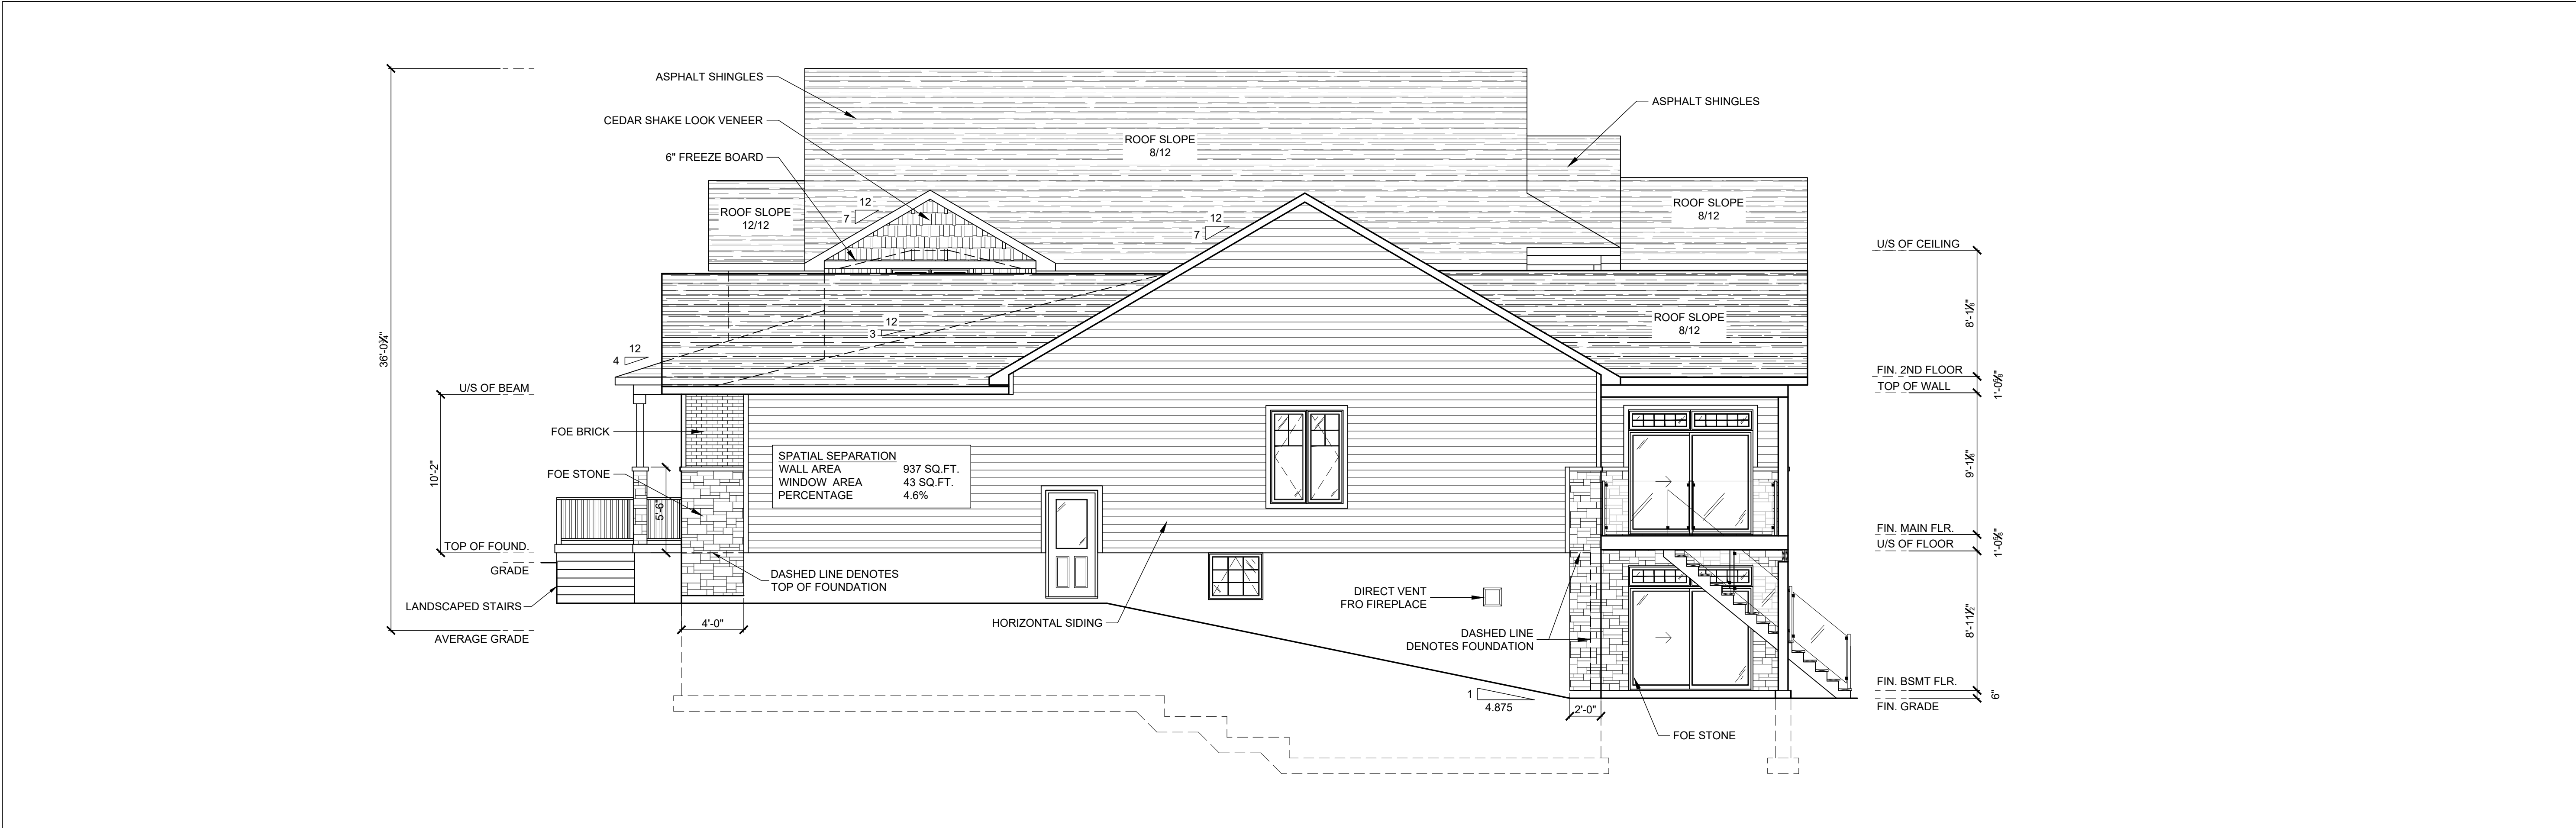 ASPHALT SHINGLES
CEDAR SHAKE LOOK VENEER
6" FREEZE BOARD
ASPHALT SHINGLES
ROOF SLOPE
8/12
ROOF SLOPE
12/12
12
7
12
7
ROOF SLOPE
8/12
ROOF SLOPE
8/12
12
3
12
4
36'-0¾"
U/S OF BEAM
10'-2"
FOE BRICK
FOE STONE
5'-6"
TOP OF FOUND.
GRADE
LANDSCAPED STAIRS
AVERAGE GRADE
4'-0"
DASHED LINE DENOTES
TOP OF FOUNDATION
SPATIAL SEPARATION
WALL AREA 937 SQ.FT.
WINDOW AREA 43 SQ.FT.
PERCENTAGE 4.6%
HORIZONTAL SIDING
DIRECT VENT
FRO FIREPLACE
DASHED LINE
DENOTES FOUNDATION
1
4.875
2'-0"
FOE STONE
U/S OF CEILING
8'-1⅛"
FIN. 2ND FLOOR
TOP OF WALL
1'-0⅝"
9'-1⅛"
FIN. MAIN FLR.
U/S OF FLOOR
1'-0⅝"
8'-11½"
FIN. BSMT FLR.
FIN. GRADE
6"